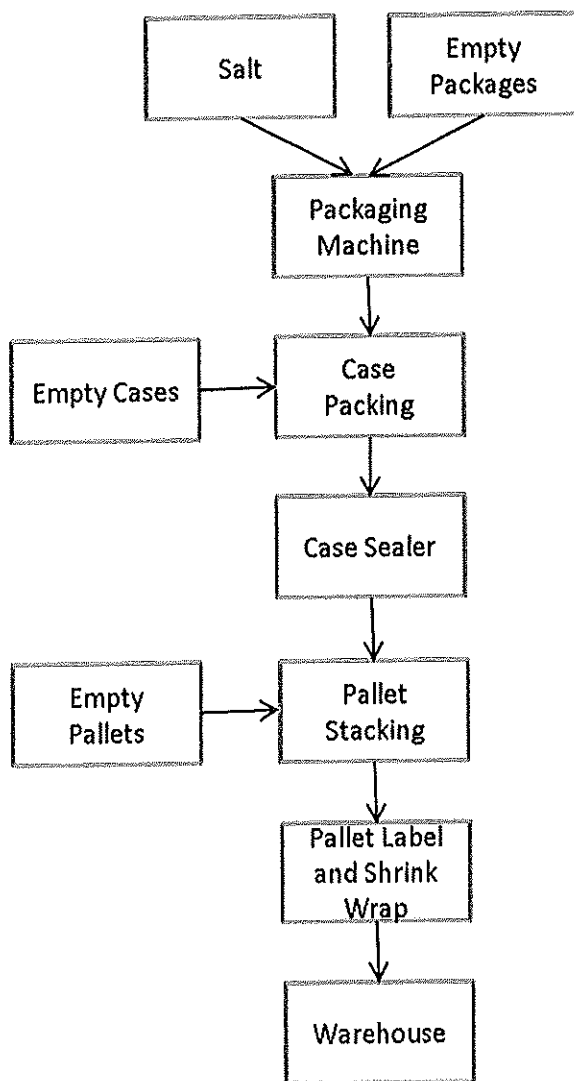 Salt
Empty
Packages
Packaging
Machine
Empty Cases
Case
Packing
Case Sealer
Empty
Pallets
Pallet
Stacking
Pallet Label
and Shrink
Wrap
Warehouse